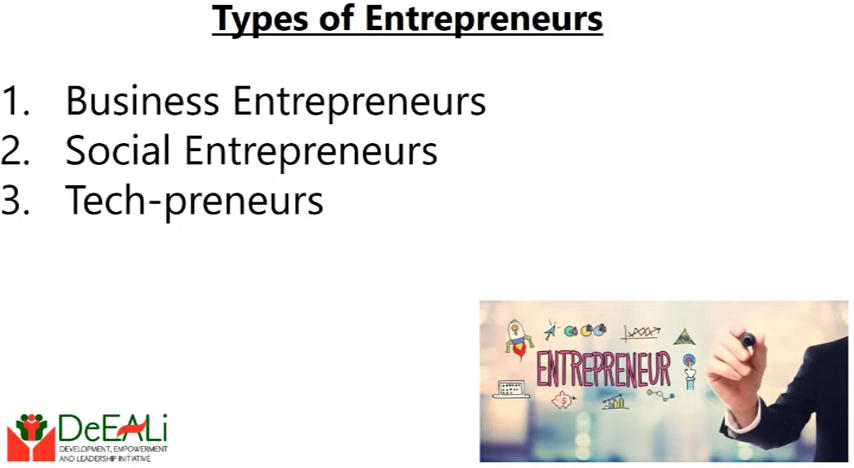 Types of Entrepreneurs
1. Business Entrepreneurs
2. Social Entrepreneurs
3. Tech-preneurs
ENTREPRENEUR
DeEALi
DEVELOPMENT, EMPOWERMENT
AND LEADERSHIP INITIATIVE